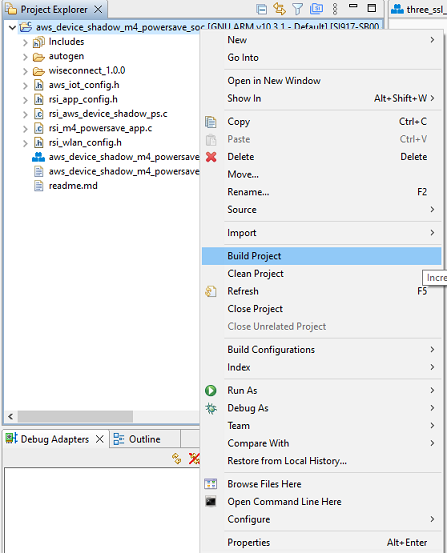 Project Explorer
three_ssl_
aws_device_shadow_m4_powersave_soc [GNU ARM v10.3.1 - Default] [SI917-SB00
Includes
autogen
wiseconnect_1.0.0
aws_iot_config.h
rsi_app_config.h
rsi_aws_device_shadow_ps.c
rsi_m4_powersave_app.c
rsi_wlan_config.h
aws_device_shadow_m4_powersave
aws_device_shadow_m4_powersave
readme.md
New
Go Into
Open in New Window
Show In Alt+Shift+W
Copy Ctrl+C
Paste Ctrl+V
Delete Delete
Move...
Rename... F2
Source
Import
Build Project
Clean Project
Incre
Refresh F5
Close Project
Close Unrelated Project
Build Configurations
Index
Run As
Debug As
Team
Compare With
Restore from Local History...
Browse Files Here
Open Command Line Here
Configure
Properties Alt+Enter
Debug Adapters
Outline